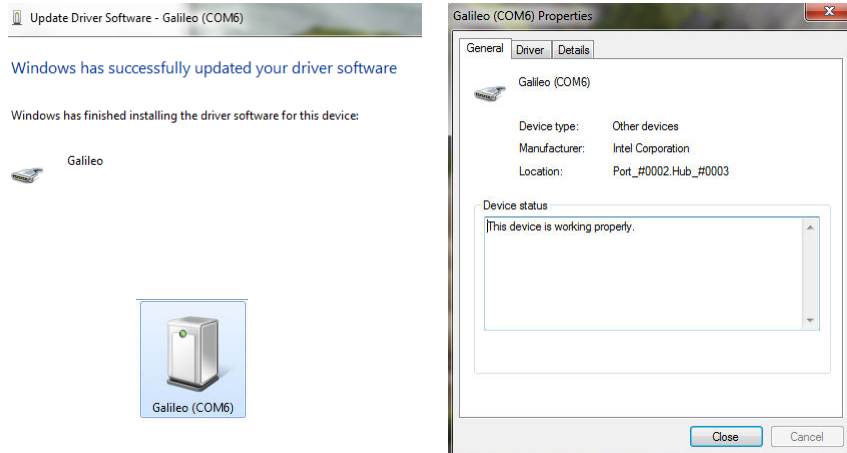 Update Driver Software - Galileo (COM6)
Windows has successfully updated your driver software
Windows has finished installing the driver software for this device:
Galileo
Galileo (COM6)
Galileo (COM6) Properties
General Driver Details
Galileo (COM6)
Device type: Other devices
Manufacturer: Intel Corporation
Location: Port_#0002.Hub_#0003
Device status
This device is working properly.
Close Cancel